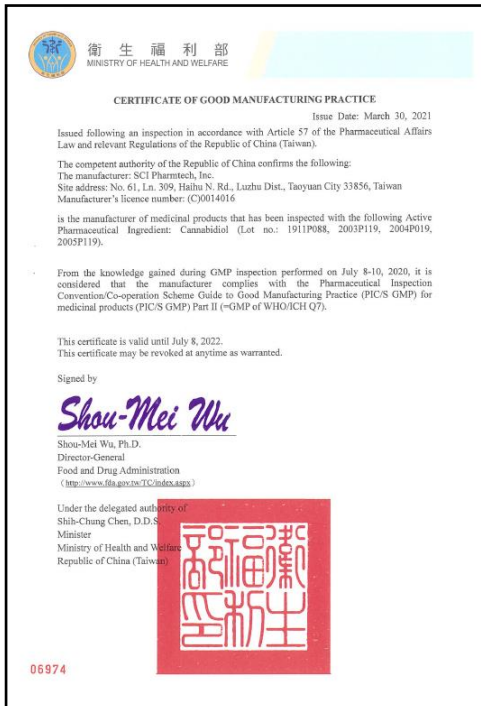 衛生福利部
MINISTRY OF HEALTH AND WELFARE
CERTIFICATE OF GOOD MANUFACTURING PRACTICE
Issue Date: March 30, 2021
Issued following an inspection in accordance with Article 57 of the Pharmaceutical Affairs
Law and relevant Regulations of the Republic of China (Taiwan).
The competent authority of the Republic of China confirms the following:
The manufacturer: SCI Pharmtech, Inc.
Site address: No. 61, Ln. 309, Haihu N. Rd., Luzhu Dist., Taoyuan City 33856, Taiwan
Manufacturer's licence number: (C)0014016
is the manufacturer of medicinal products that has been inspected with the following Active
Pharmaceutical Ingredient: Cannabidiol (Lot no.: 1911P088, 2003P119, 2004P019,
2005P119).
From the knowledge gained during GMP inspection performed on July 8-10, 2020, it is
considered that the manufacturer complies with the Pharmaceutical Inspection
Convention/Co-operation Scheme Guide to Good Manufacturing Practice (PIC/S GMP) for
medicinal products (PIC/S GMP) Part II (=GMP of WHO/ICH Q7).
This certificate is valid until July 8, 2022.
This certificate may be revoked at anytime as warranted.
Signed by
Shou-Mei Wu
Shou-Mei Wu, Ph.D.
Director-General
Food and Drug Administration
(http://www.fda.gov.tw/TC/index.aspx)
Under the delegated authority of
Shih-Chung Chen, D.D.S.
Minister
Ministry of Health and Welfare
Republic of China (Taiwan)
衛生福利部印
06974